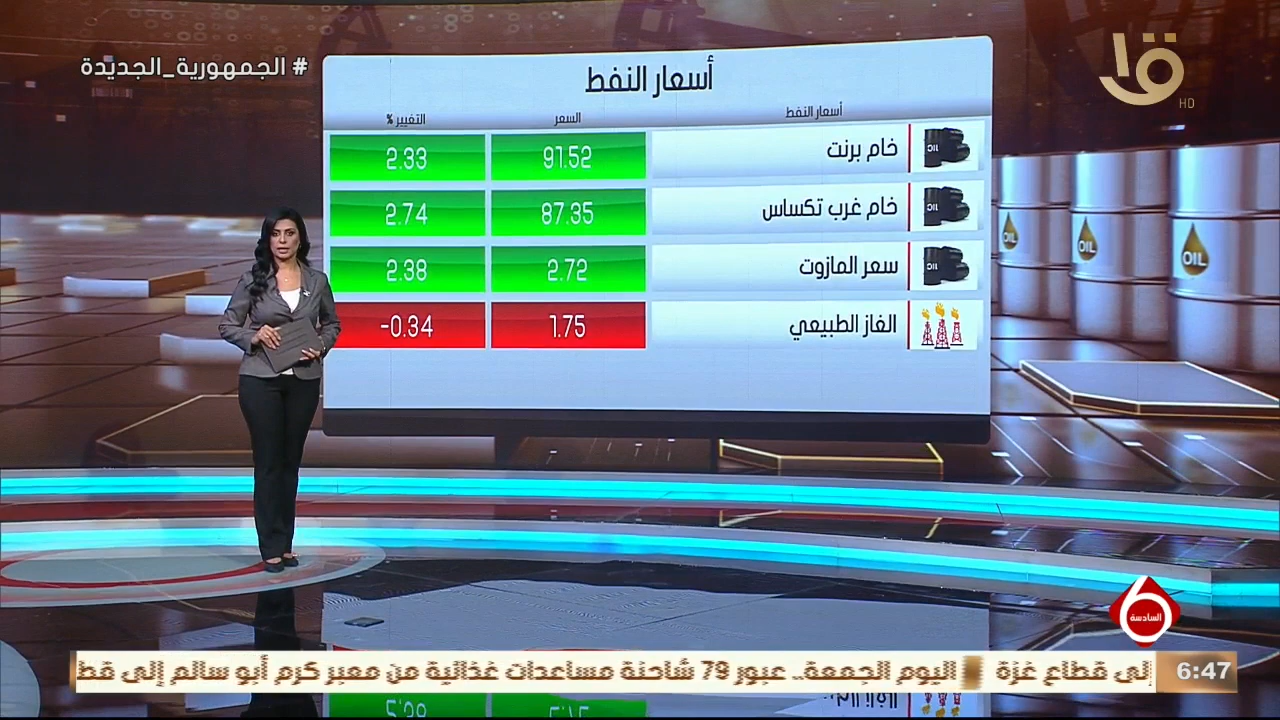 # الجمهورية_الجديدة
HD
أسعار النفط
أسعار النفط السعر التغيير %
خام برنت 91.52 2.33
خام غرب تكساس 87.35 2.74
سعر المازوت 2.72 2.38
الغاز الطبيعي 1.75 -0.34
OIL OIL OIL
السادسة
6:47 إلى قطاع غزة اليوم الجمعة.. عبور 79 شاحنة مساعدات غذائية من معبر كرم أبو سالم إلى